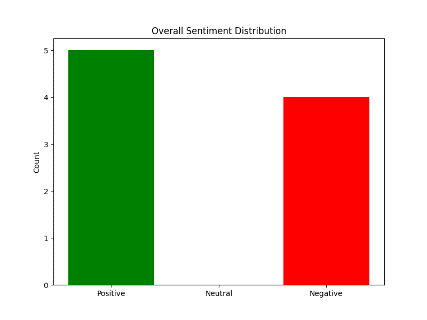 Overall Sentiment Distribution
5
4
3
2
1
0
Count
Positive
Neutral
Negative